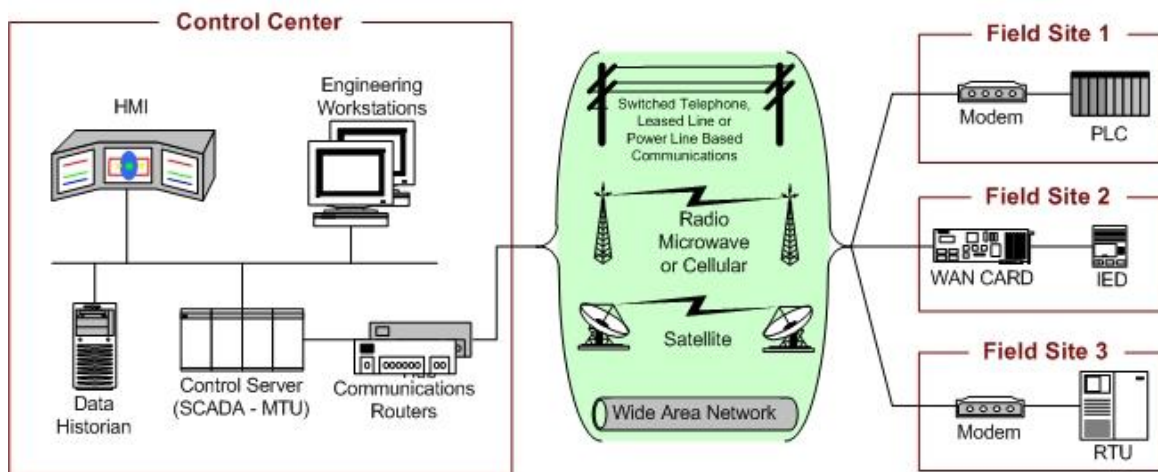 Control Center
HMI
Engineering
Workstations
Data
Historian
Control Server
(SCADA - MTU)
Communications
Routers
Switched Telephone,
Leased Line or
Power Line Based
Communications
Radio
Microwave
or Cellular
Satellite
Wide Area Network
Field Site 1
Modem
PLC
Field Site 2
WAN CARD
IED
Field Site 3
Modem
RTU